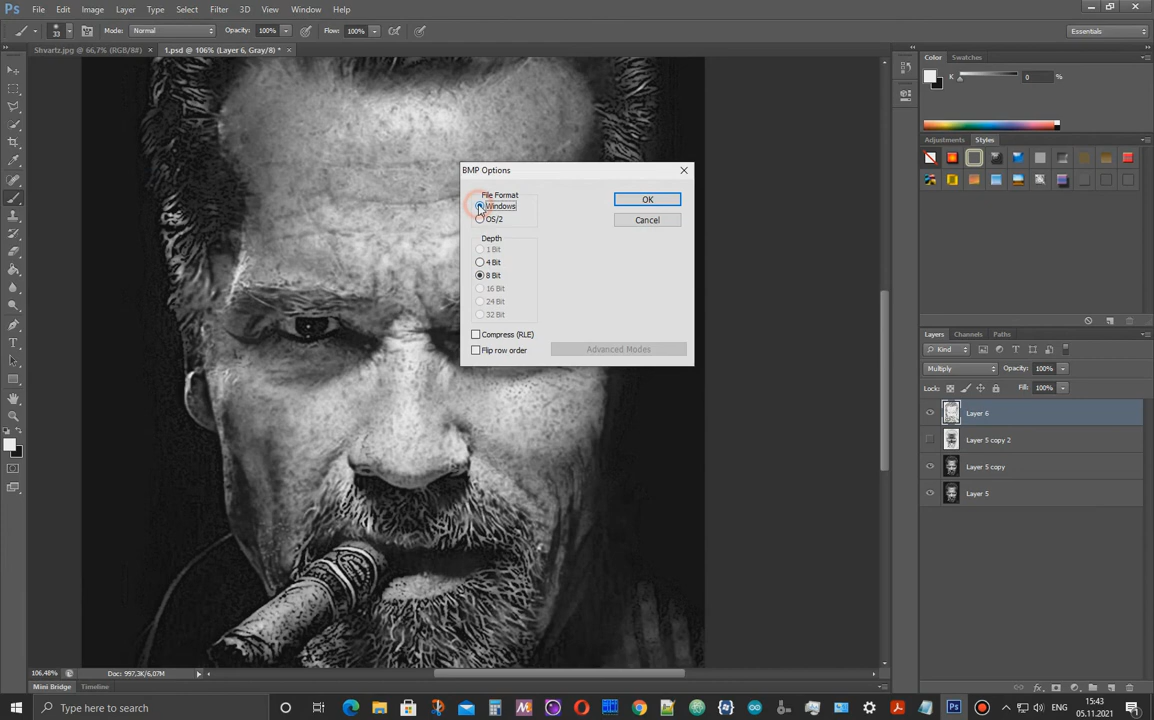 Ps File Edit Image Layer Type Select Filter 3D View Window Help
33 Mode: Normal Opacity: 100% Flow: 100% Essentials
Shvartz.jpg @ 66,7% (RGB/8#) × 1.psd @ 106% (Layer 6, Gray/8) * ×
Color Swatches
K 0 %
Adjustments Styles
BMP Options
File Format
Windows
OS/2
OK
Cancel
Depth
1 Bit
4 Bit
8 Bit
16 Bit
24 Bit
32 Bit
Compress (RLE)
Flip row order
Advanced Modes
Layers Channels Paths
Kind
Multiply Opacity: 100%
Lock: Fill: 100%
Layer 6
Layer 5 copy 2
Layer 5 copy
Layer 5
106,48% Doc: 997,3K/6,07M
Mini Bridge Timeline
Type here to search
ENG
15:43
05.11.2021